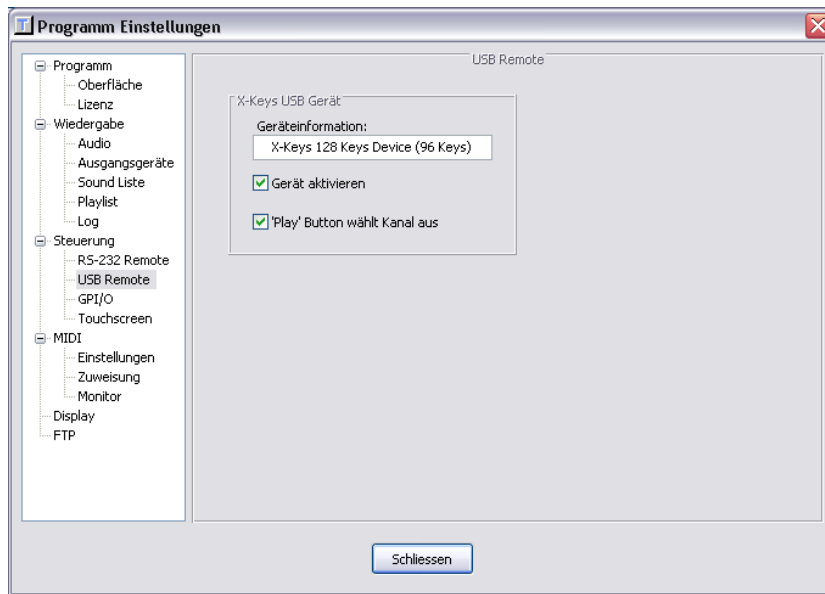 Programm Einstellungen
Programm
Oberfläche
Lizenz
Wiedergabe
Audio
Ausgangsgeräte
Sound Liste
Playlist
Log
Steuerung
RS-232 Remote
USB Remote
GPI/O
Touchscreen
MIDI
Einstellungen
Zuweisung
Monitor
Display
FTP
USB Remote
X-Keys USB Gerät
Geräteinformation:
X-Keys 128 Keys Device (96 Keys)
Gerät aktivieren
'Play' Button wählt Kanal aus
Schliessen